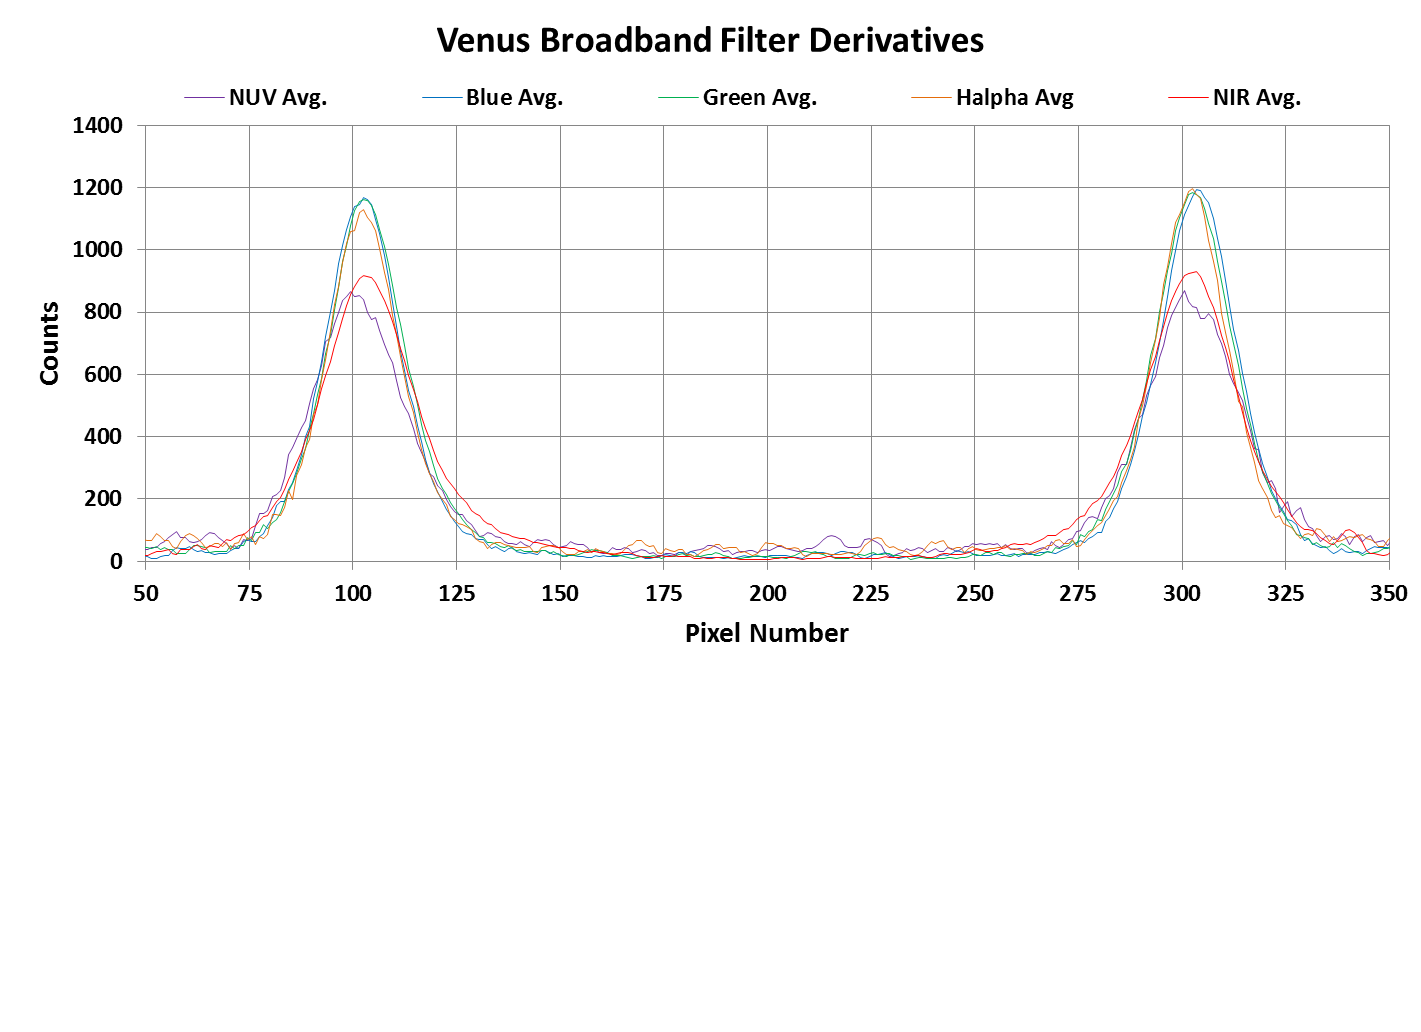 Venus Broadband Filter Derivatives
NUV Avg. Blue Avg. Green Avg. Halpha Avg NIR Avg.
1400
1200
1000
800
600
400
200
0
Counts
50 75 100 125 150 175 200 225 250 275 300 325 350
Pixel Number